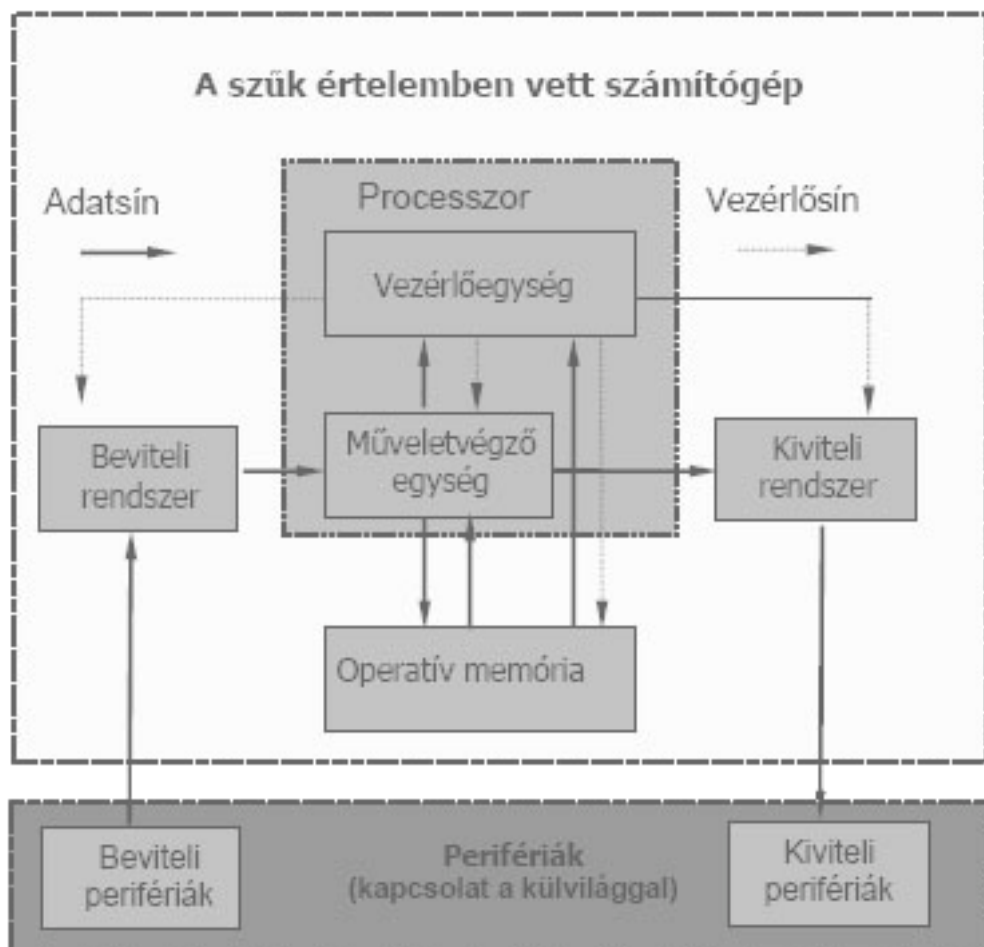 A szűk értelemben vett számítógép
Adatsín
Processzor
Vezérlősín
Vezérlőegység
Beviteli
rendszer
Műveletvégző
egység
Kiviteli
rendszer
Operatív memória
Beviteli
perifériák
Perifériák
(kapcsolat a külvilággal)
Kiviteli
perifériák